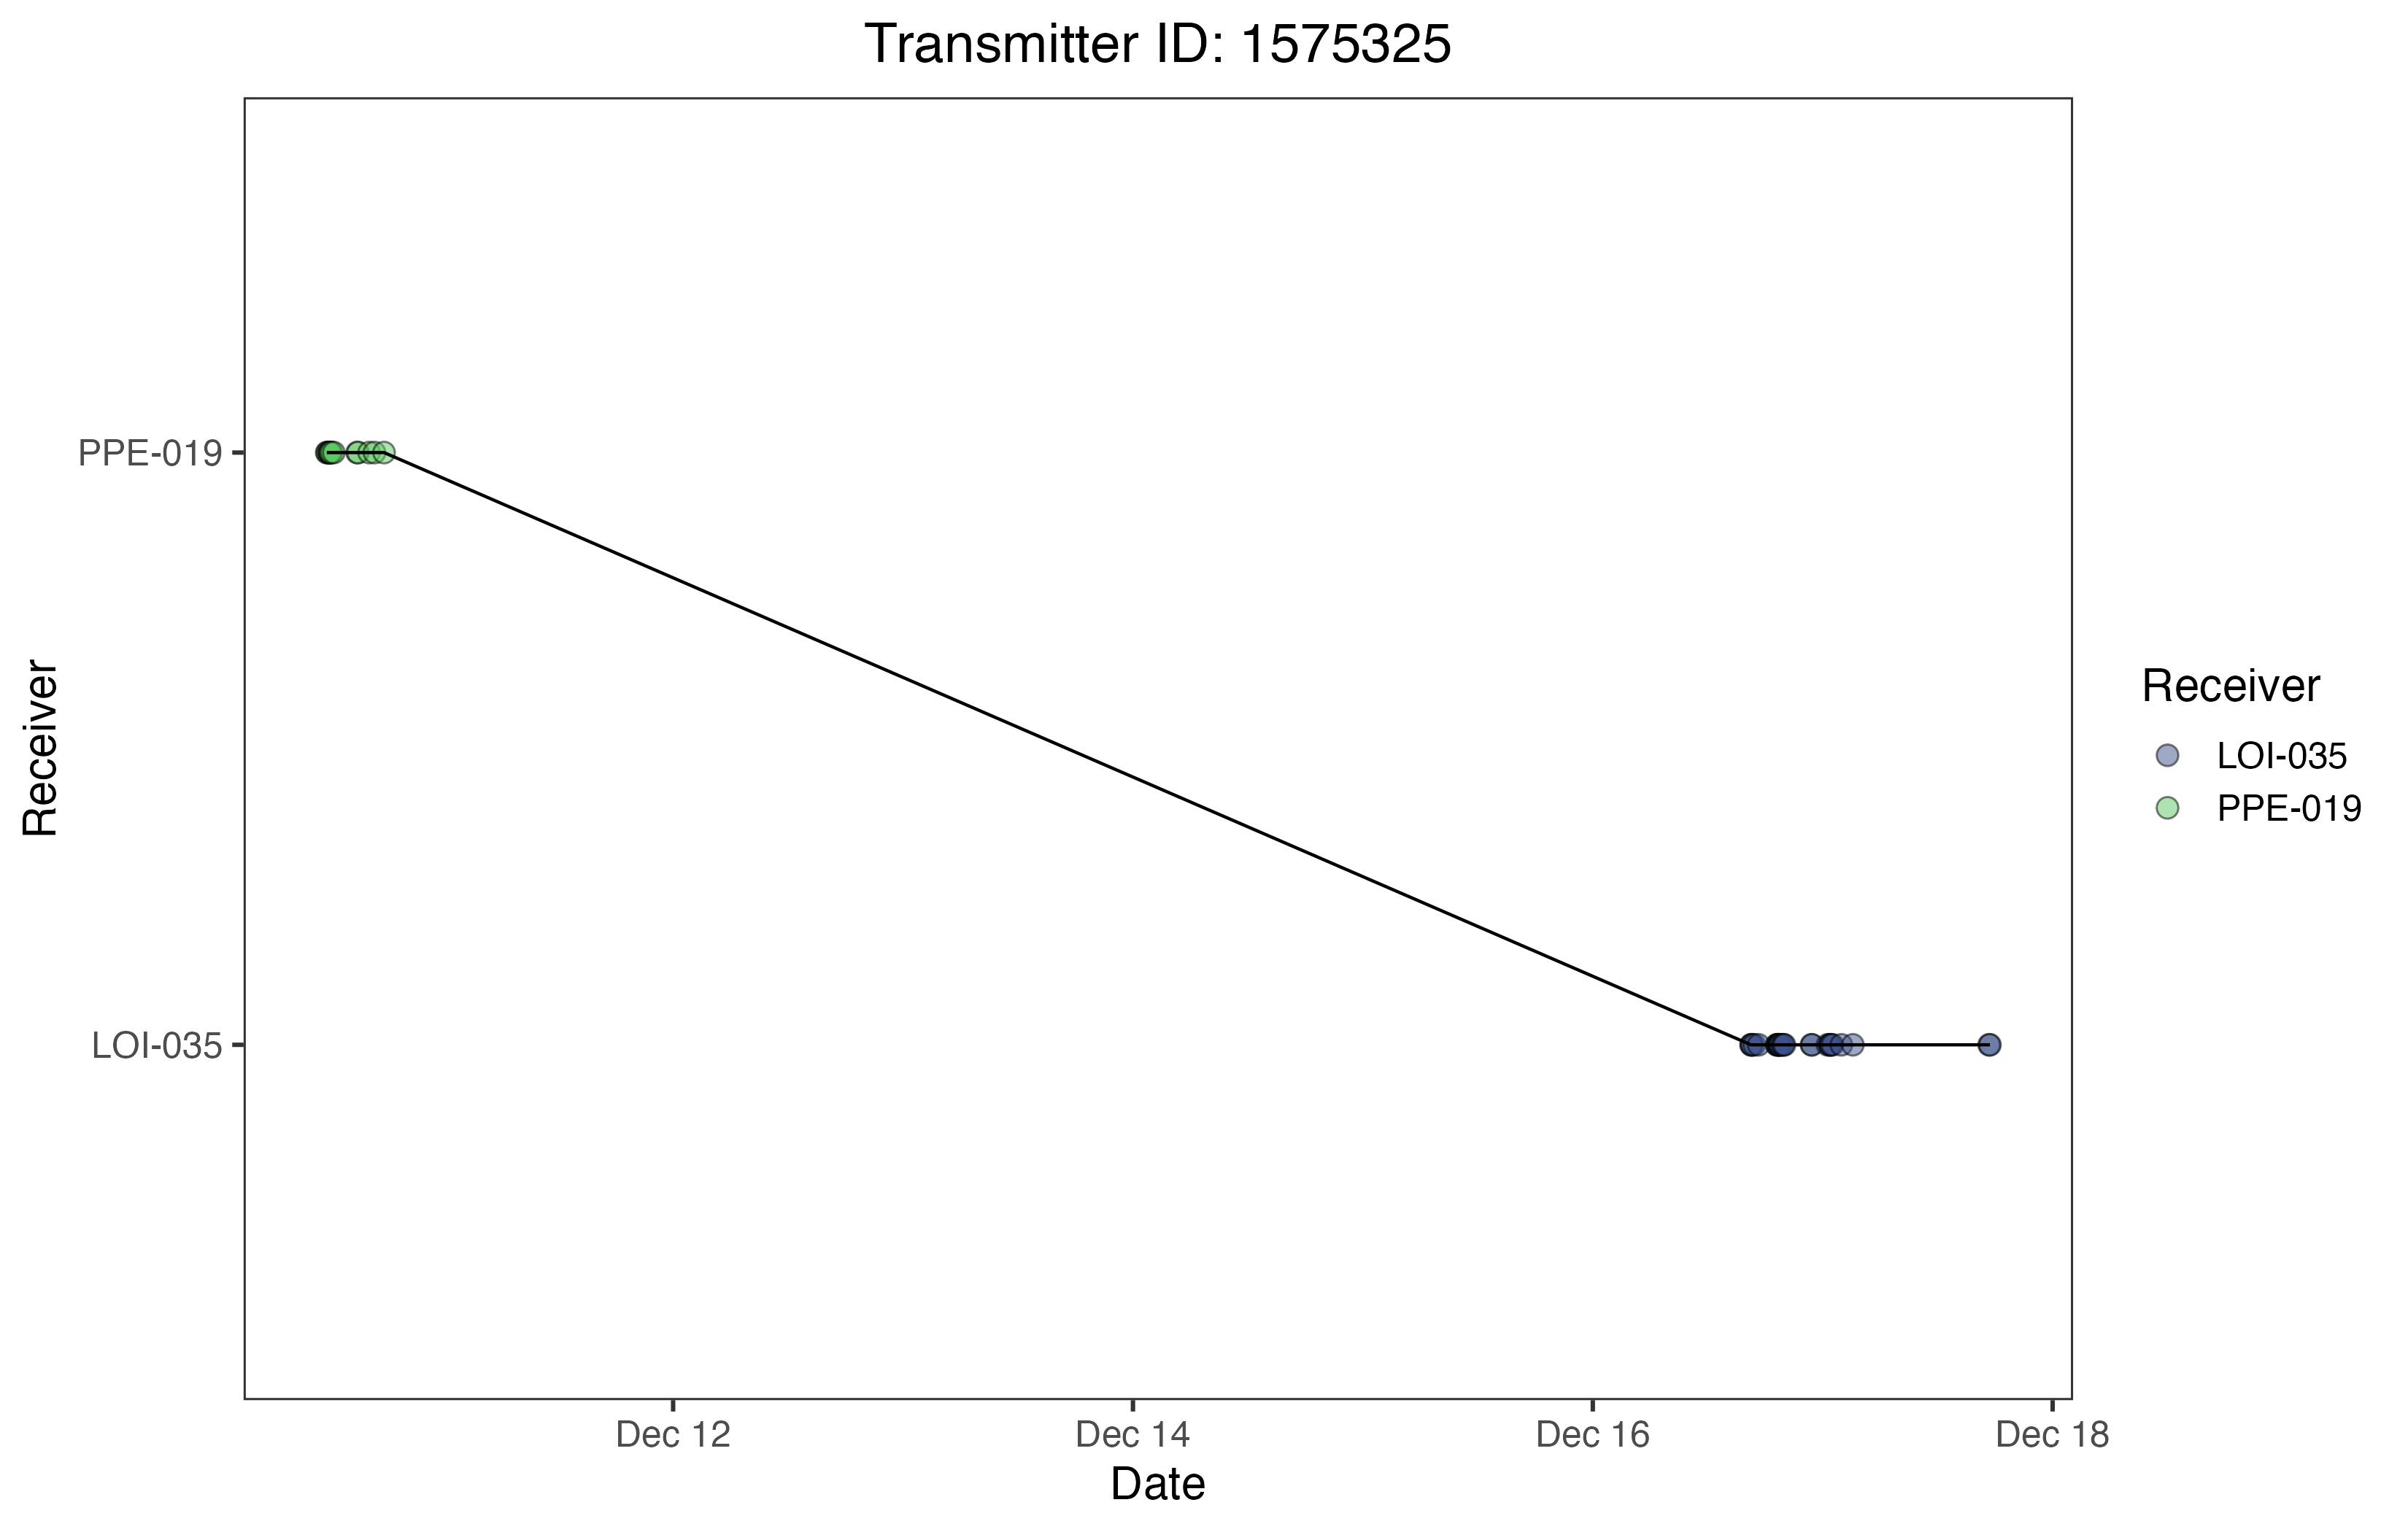 Transmitter ID: 1575325
Receiver
PPE-019
LOI-035
Dec 12
Dec 14
Dec 16
Dec 18
Date
Receiver
LOI-035
PPE-019